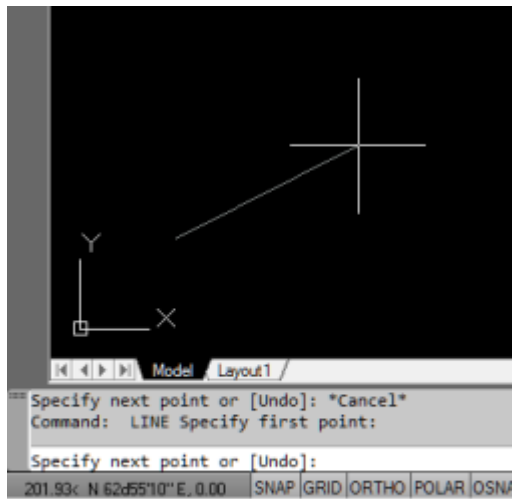 Y
X
Model Layout1
Specify next point or [Undo]: *Cancel*
Command:  LINE Specify first point:
Specify next point or [Undo]:
201.93< N 62d55'10" E, 0.00 SNAP GRID ORTHO POLAR OSNA